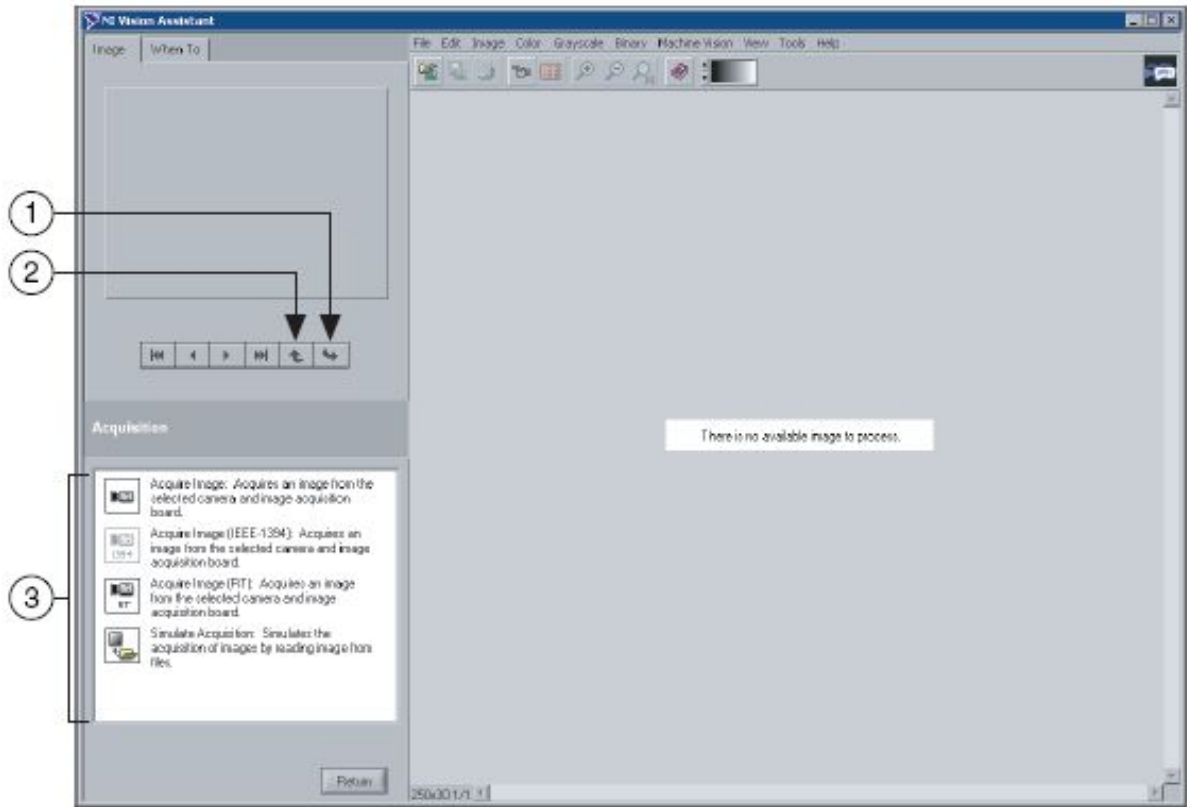 NI Vision Assistant
Image When To
File Edit Image Color Grayscale Binary Machine Vision View Tools Help
1
2
Acquisition
There is no available image to process.
3
Acquire Image: Acquires an image from the
selected camera and image acquisition
board.
Acquire Image (IEEE-1394): Acquires an
image from the selected camera and image
acquisition board.
1394
Acquire Image (RT): Acquires an image
from the selected camera and image
acquisition board.
RT
Simulate Acquisition: Simulates the
acquisition of images by reading image from
files.
Return
1/1